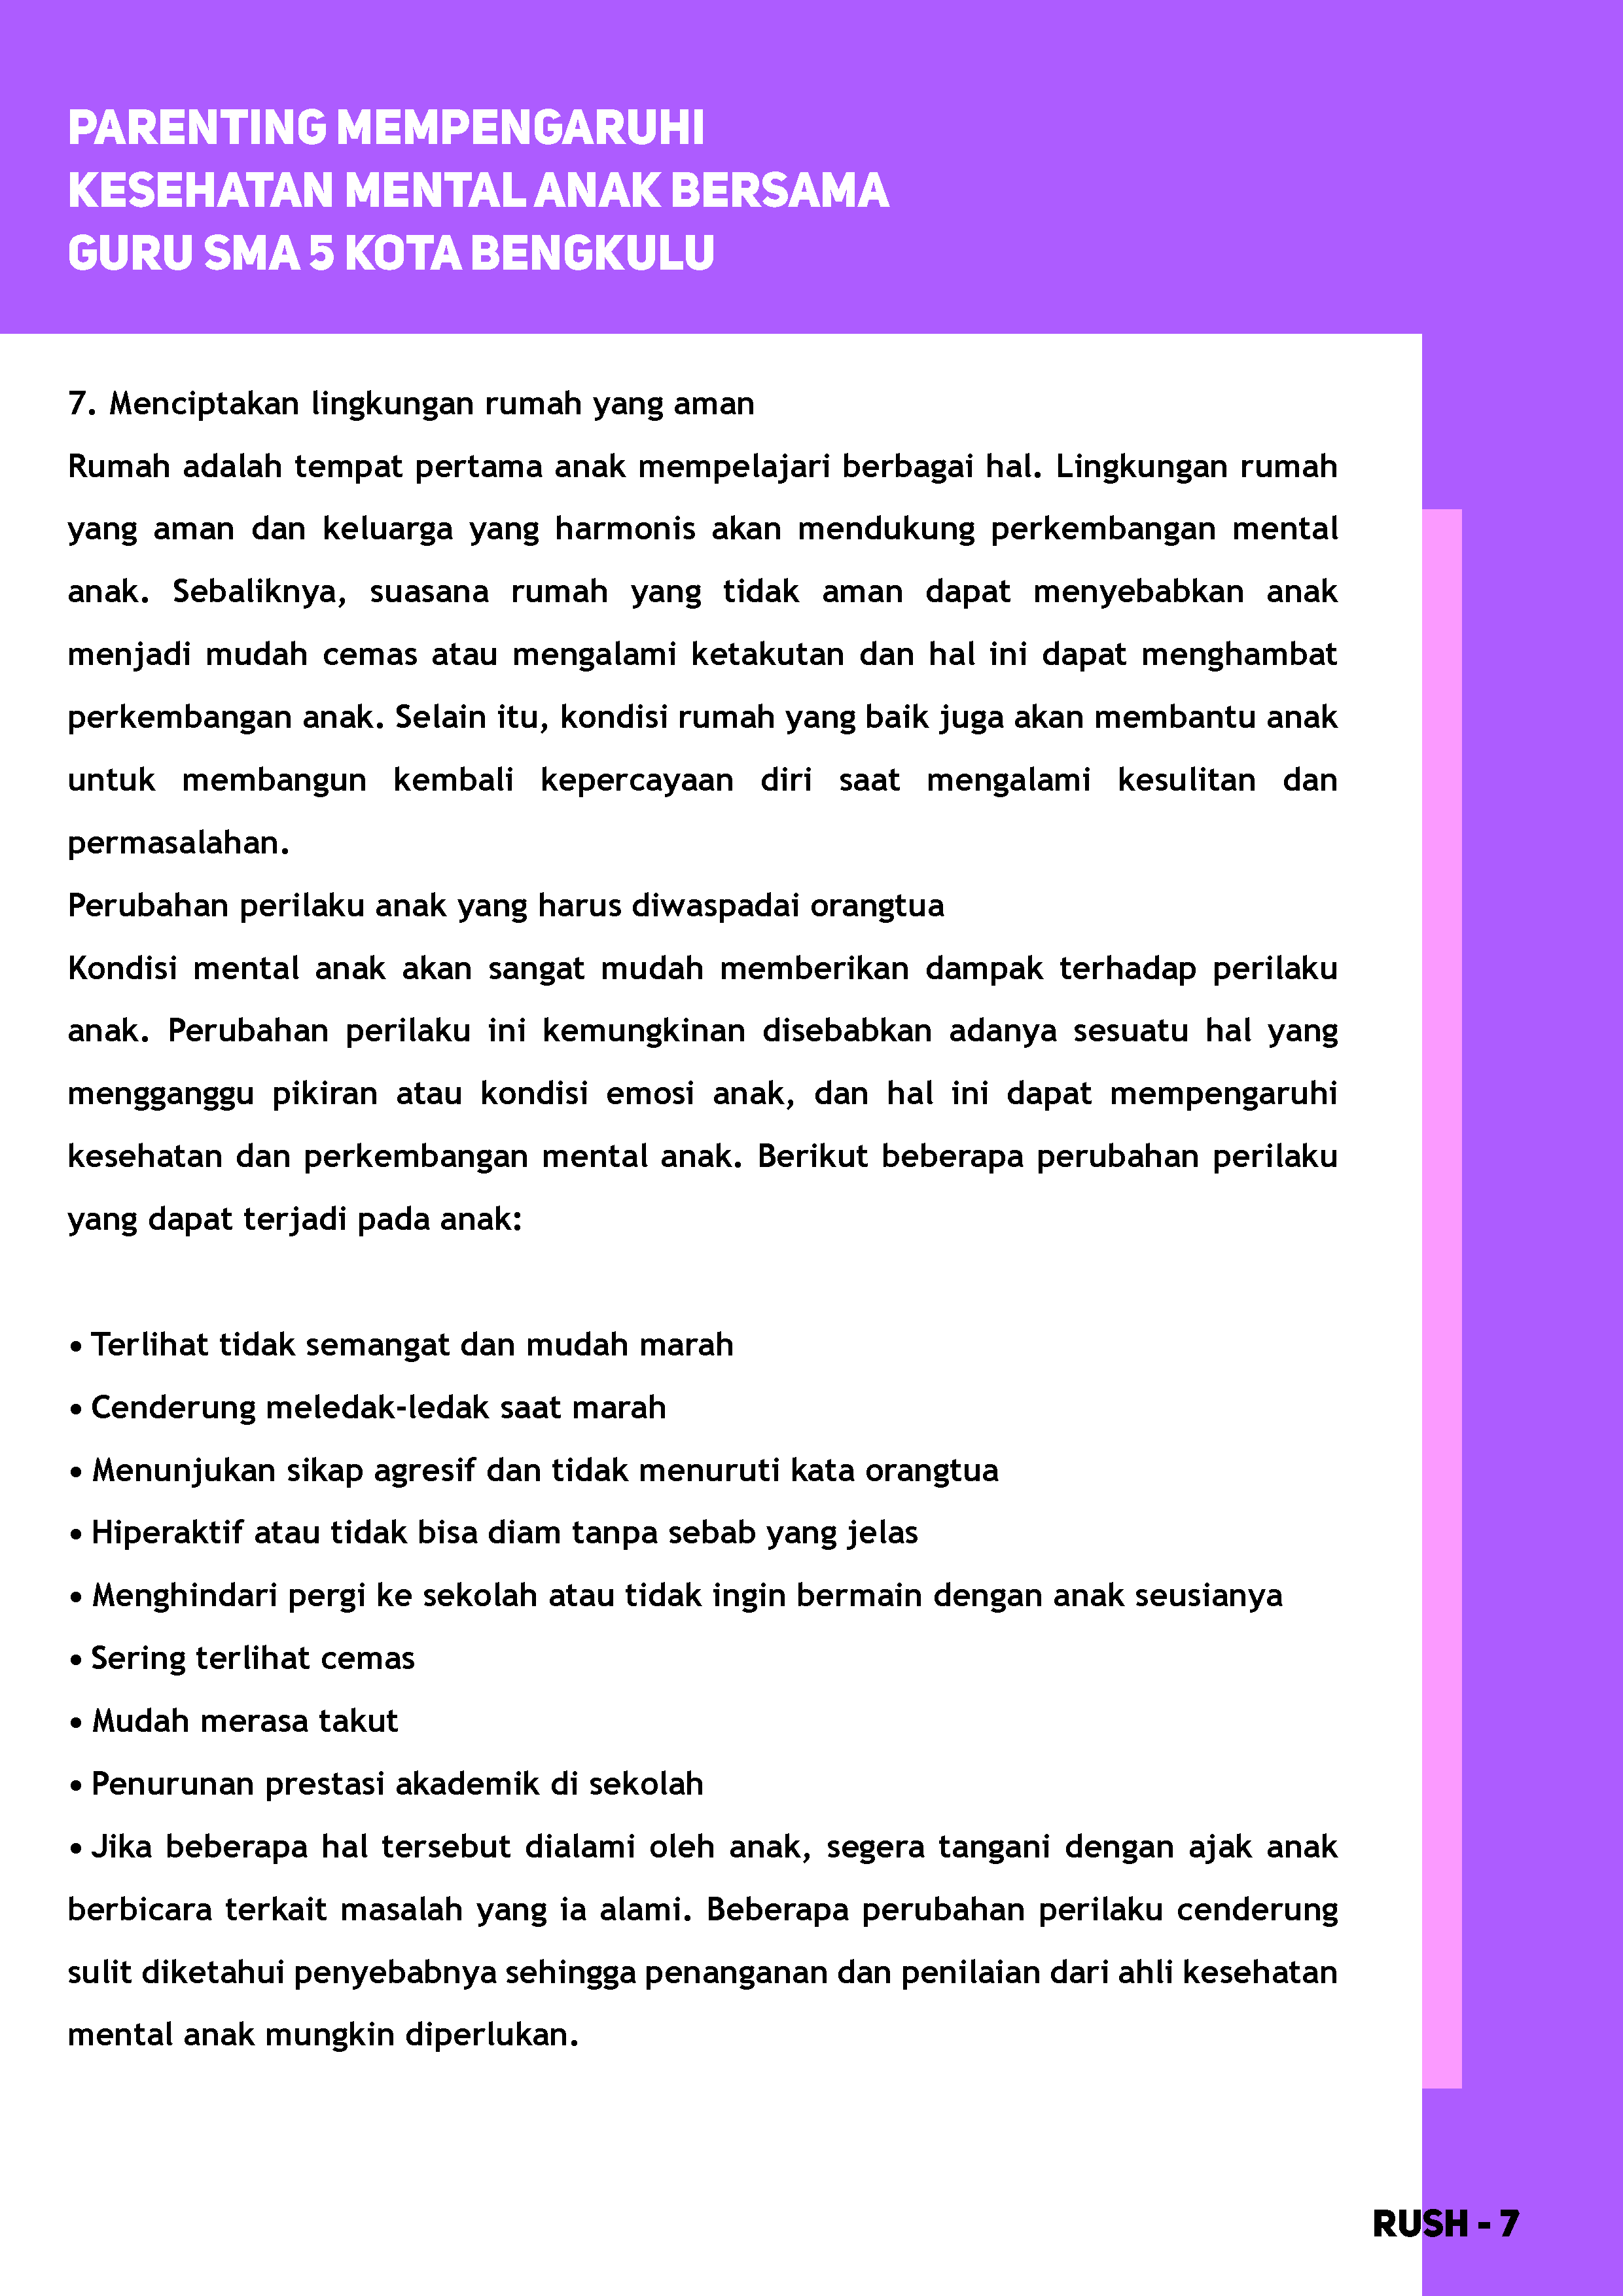 PARENTING MEMPENGARUHI
KESEHATAN MENTAL ANAK BERSAMA
GURU SMA 5 KOTA BENGKULU
7. Menciptakan lingkungan rumah yang aman
Rumah adalah tempat pertama anak mempelajari berbagai hal. Lingkungan rumah
yang aman dan keluarga yang harmonis akan mendukung perkembangan mental
anak. Sebaliknya, suasana rumah yang tidak aman dapat menyebabkan anak
menjadi mudah cemas atau mengalami ketakutan dan hal ini dapat menghambat
perkembangan anak. Selain itu, kondisi rumah yang baik juga akan membantu anak
untuk membangun kembali kepercayaan diri saat mengalami kesulitan dan
permasalahan.
Perubahan perilaku anak yang harus diwaspadai orangtua
Kondisi mental anak akan sangat mudah memberikan dampak terhadap perilaku
anak. Perubahan perilaku ini kemungkinan disebabkan adanya sesuatu hal yang
mengganggu pikiran atau kondisi emosi anak, dan hal ini dapat mempengaruhi
kesehatan dan perkembangan mental anak. Berikut beberapa perubahan perilaku
yang dapat terjadi pada anak:
• Terlihat tidak semangat dan mudah marah
• Cenderung meledak-ledak saat marah
• Menunjukan sikap agresif dan tidak menuruti kata orangtua
• Hiperaktif atau tidak bisa diam tanpa sebab yang jelas
• Menghindari pergi ke sekolah atau tidak ingin bermain dengan anak seusianya
• Sering terlihat cemas
• Mudah merasa takut
• Penurunan prestasi akademik di sekolah
• Jika beberapa hal tersebut dialami oleh anak, segera tangani dengan ajak anak
berbicara terkait masalah yang ia alami. Beberapa perubahan perilaku cenderung
sulit diketahui penyebabnya sehingga penanganan dan penilaian dari ahli kesehatan
mental anak mungkin diperlukan.
RUSH - 7